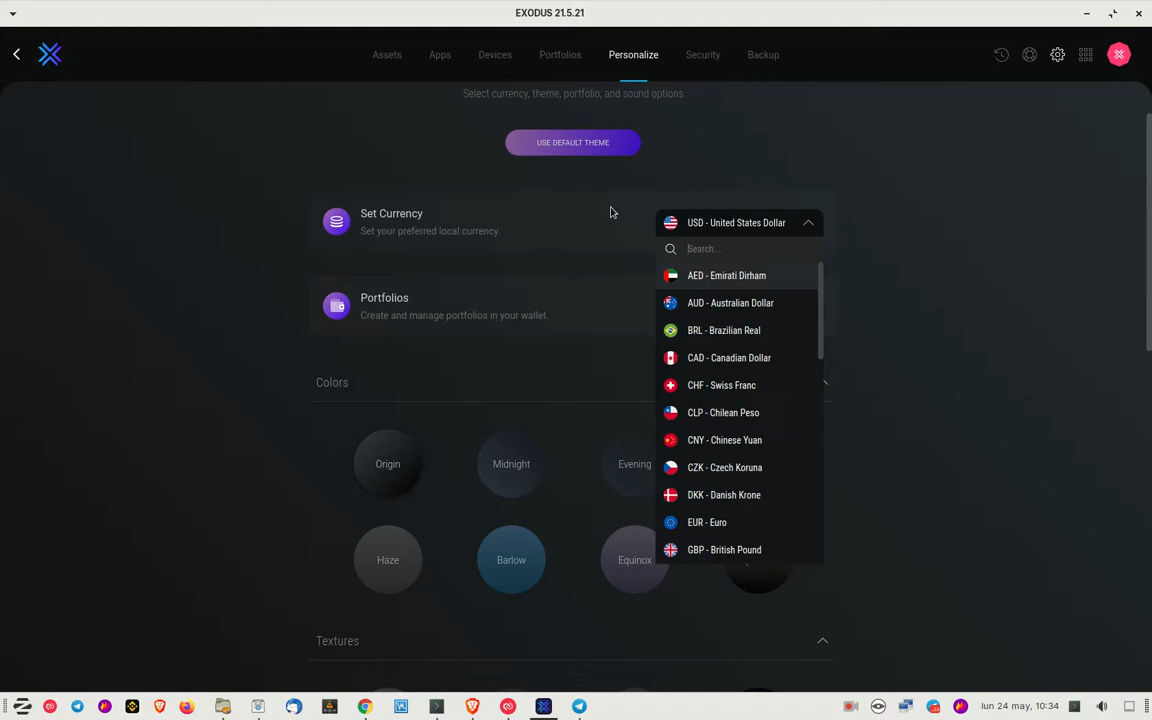 EXODUS 21.5.21
Assets
Apps
Devices
Portfolios
Personalize
Security
Backup
Select currency, theme, portfolio, and sound options
USE DEFAULT THEME
Set Currency
Set your preferred local currency.
USD - United States Dollar
Search...
AED - Emirati Dirham
AUD - Australian Dollar
BRL - Brazilian Real
CAD - Canadian Dollar
CHF - Swiss Franc
CLP - Chilean Peso
CNY - Chinese Yuan
CZK - Czech Koruna
DKK - Danish Krone
EUR - Euro
GBP - British Pound
Portfolios
Create and manage portfolios in your wallet.
Colors
Origin
Midnight
Evening
Haze
Barlow
Equinox
Textures
lun 24 may, 10:34